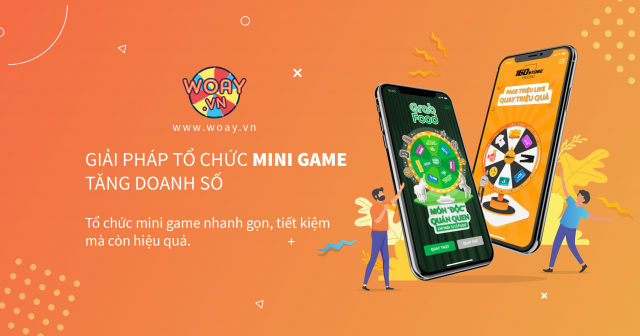 WOAY
.VN
www.woay.vn
GIẢI PHÁP TỔ CHỨC MINI GAME
TĂNG DOANH SỐ
Tổ chức mini game nhanh gọn, tiết kiệm
mà còn hiệu quả.
Grab
Food
MÓN "ĐỘC"
QUÁN QUEN
160STORE
PAGE TRIỆU LIKE
QUAY TRIỆU QUÀ